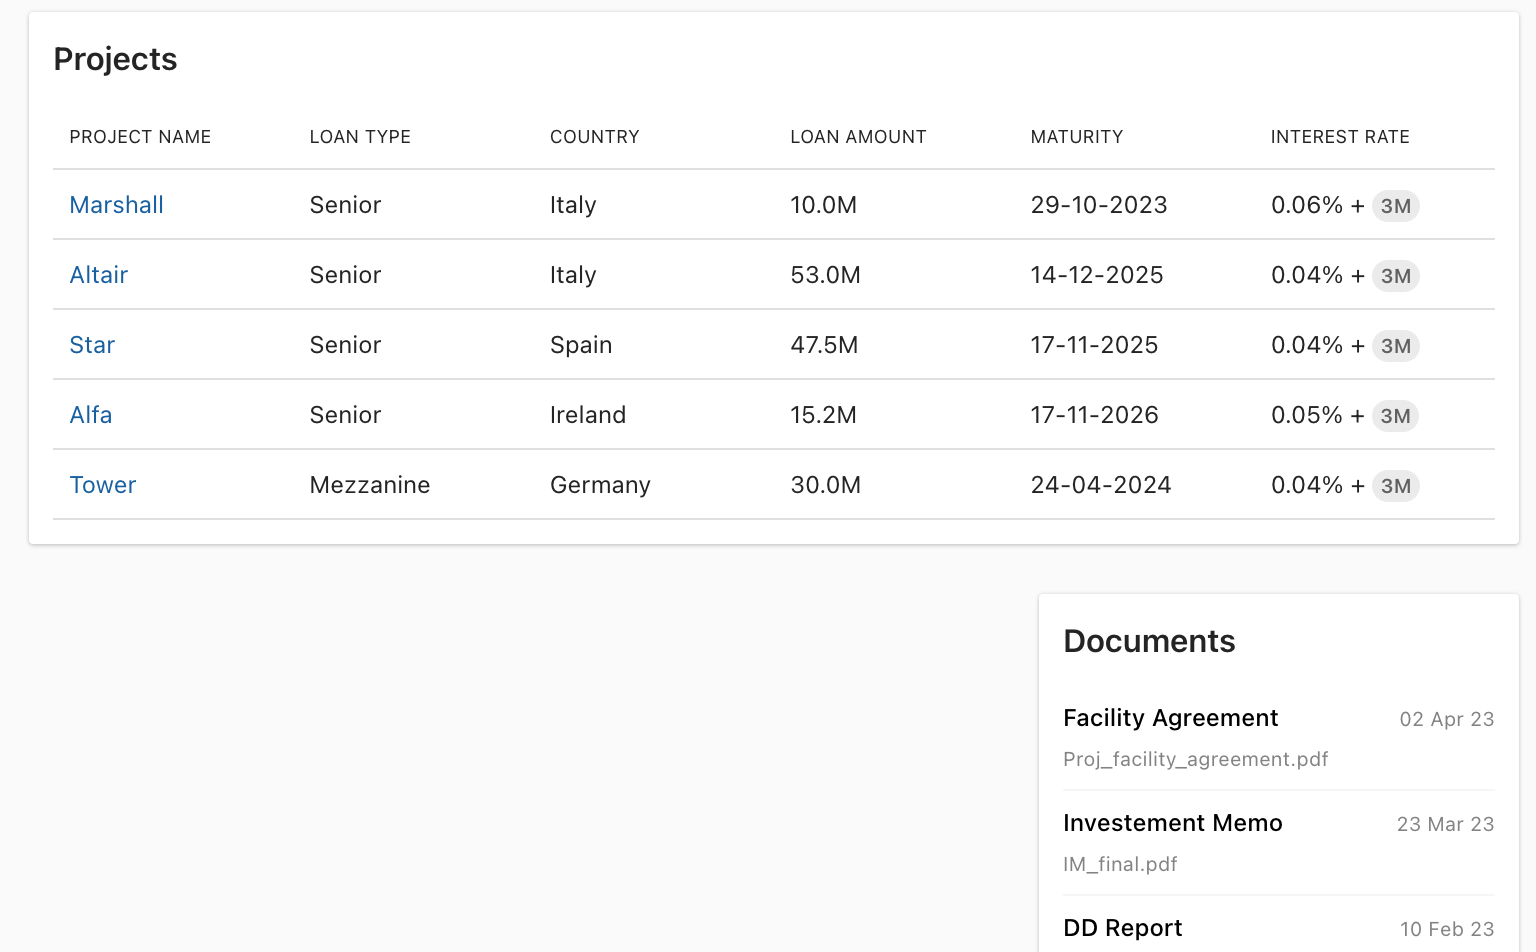 Projects
PROJECT NAME LOAN TYPE COUNTRY LOAN AMOUNT MATURITY INTEREST RATE
Marshall Senior Italy 10.0M 29-10-2023 0.06% + 3M
Altair Senior Italy 53.0M 14-12-2025 0.04% + 3M
Star Senior Spain 47.5M 17-11-2025 0.04% + 3M
Alfa Senior Ireland 15.2M 17-11-2026 0.05% + 3M
Tower Mezzanine Germany 30.0M 24-04-2024 0.04% + 3M
Documents
Facility Agreement 02 Apr 23
Proj_facility_agreement.pdf
Investement Memo 23 Mar 23
IM_final.pdf
DD Report 10 Feb 23